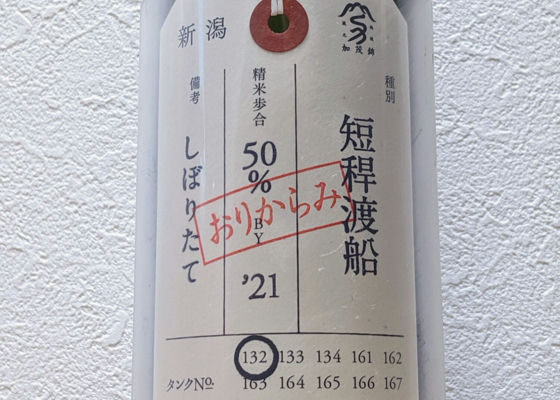 加茂錦
種別
短稈渡船
精米歩合
50
%
BY
'21
おりからみ
新潟
備考
しぼりたて
132 133 134 161 162
タンクNo. 163 164 165 166 167